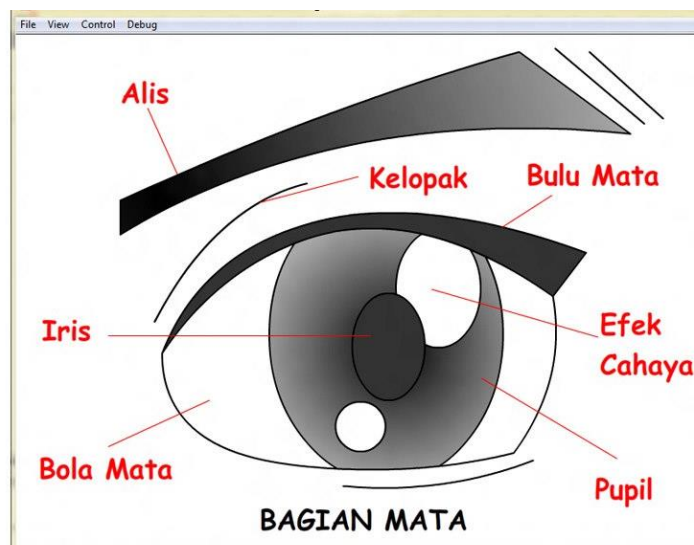 File View Control Debug
Alis
Kelopak
Bulu Mata
Iris
Efek
Cahaya
Bola Mata
Pupil
BAGIAN MATA